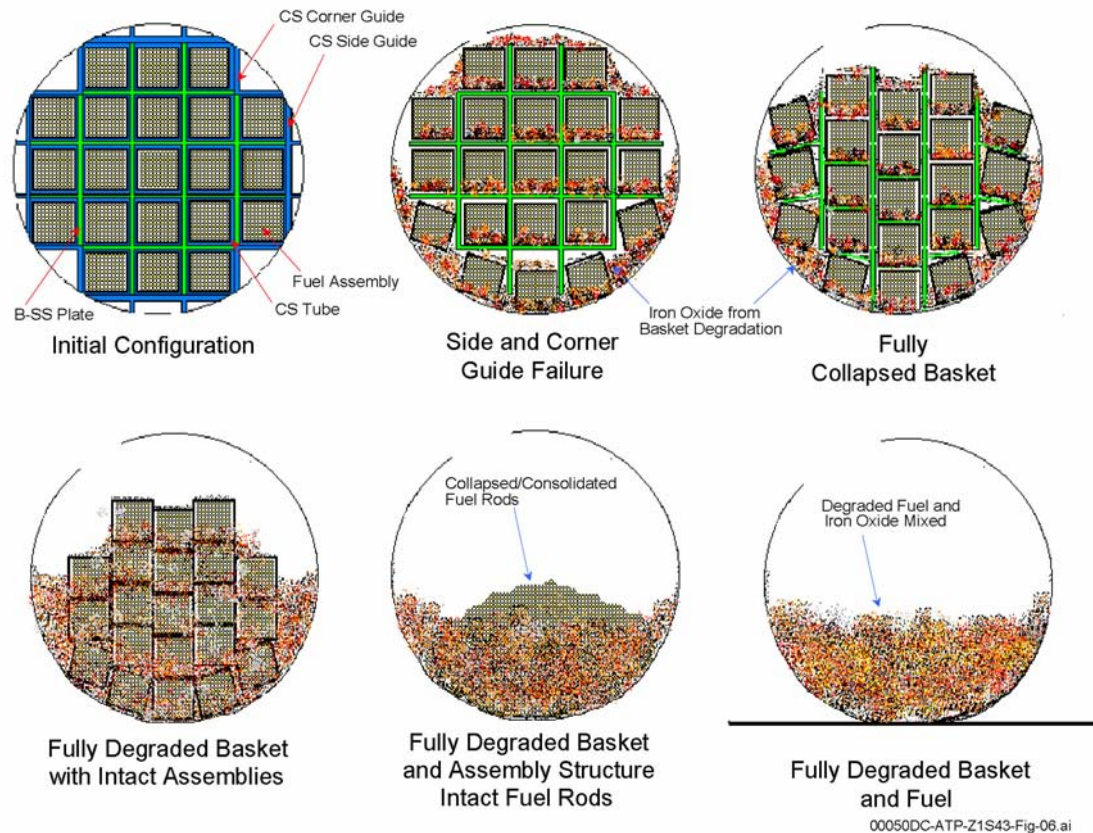 CS Corner Guide
CS Side Guide
Fuel Assembly
B-SS Plate
CS Tube
Initial Configuration
Iron Oxide from
Basket Degradation
Side and Corner
Guide Failure
Fully
Collapsed Basket
Collapsed/Consolidated
Fuel Rods
Degraded Fuel and
Iron Oxide Mixed
Fully Degraded Basket
with Intact Assemblies
Fully Degraded Basket
and Assembly Structure
Intact Fuel Rods
Fully Degraded Basket
and Fuel
00050DC-ATP-Z1S43-Fig-06.ai